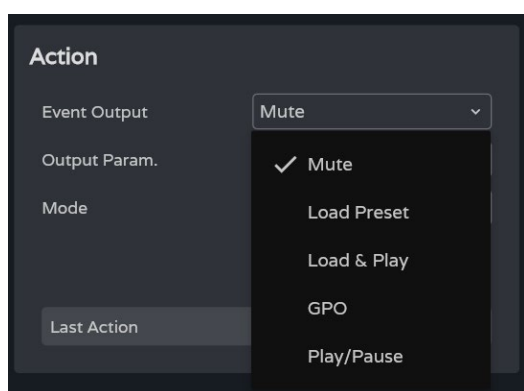 Action
Event Output
Mute
Output Param.
Mute
Mode
Load Preset
Load & Play
GPO
Last Action
Play/Pause